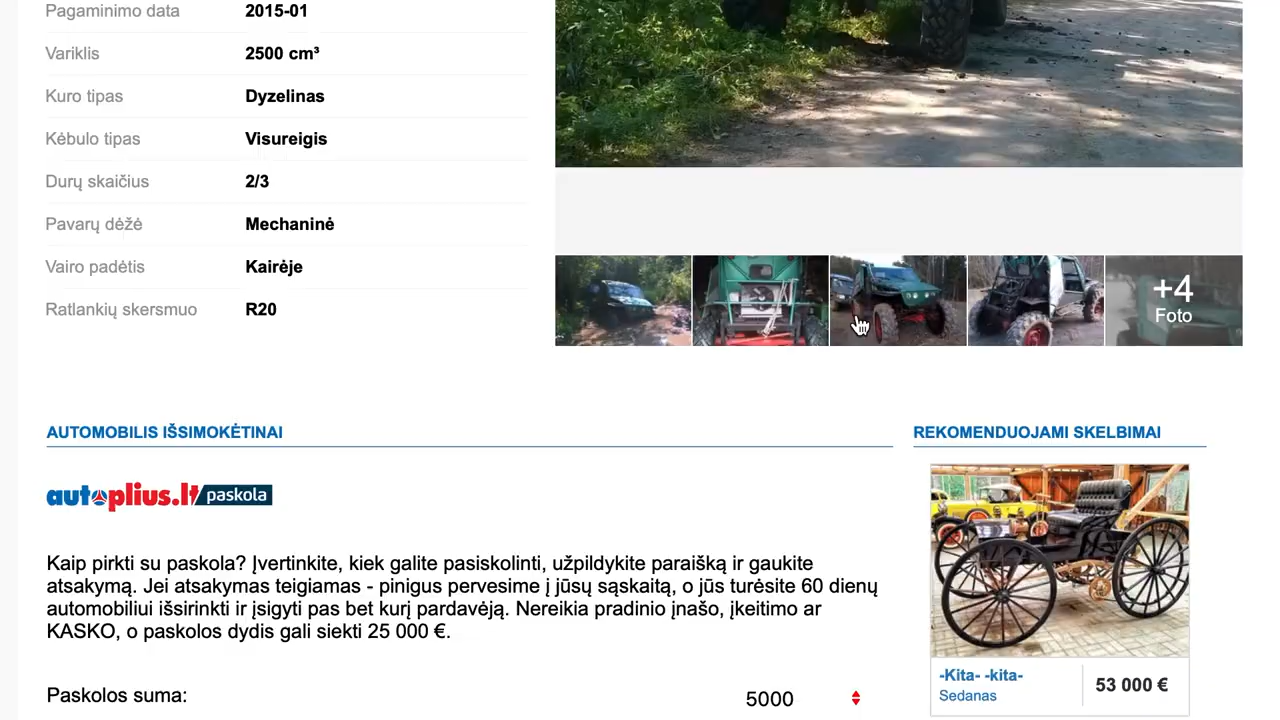 Pagaminimo data 2015-01
Variklis 2500 cm³
Kuro tipas Dyzelinas
Kėbulo tipas Visureigis
Durų skaičius 2/3
Pavarų dėžė Mechaninė
Vairo padėtis Kairėje
Ratlankių skersmuo R20
+4
Foto
AUTOMOBILIS IŠSIMOKĖTINAI
autoplius.lt paskola
Kaip pirkti su paskola? Įvertinkite, kiek galite pasiskolinti, užpildykite paraišką ir gaukite
atsakymą. Jei atsakymas teigiamas - pinigus pervesime į jūsų sąskaitą, o jūs turėsite 60 dienų
automobiliui išsirinkti ir įsigyti pas bet kurį pardavėją. Nereikia pradinio įnašo, įkeitimo ar
KASKO, o paskolos dydis gali siekti 25 000 €.
Paskolos suma: 5000
REKOMENDUOJAMI SKELBIMAI
-Kita- -kita-
Sedanas
53 000 €